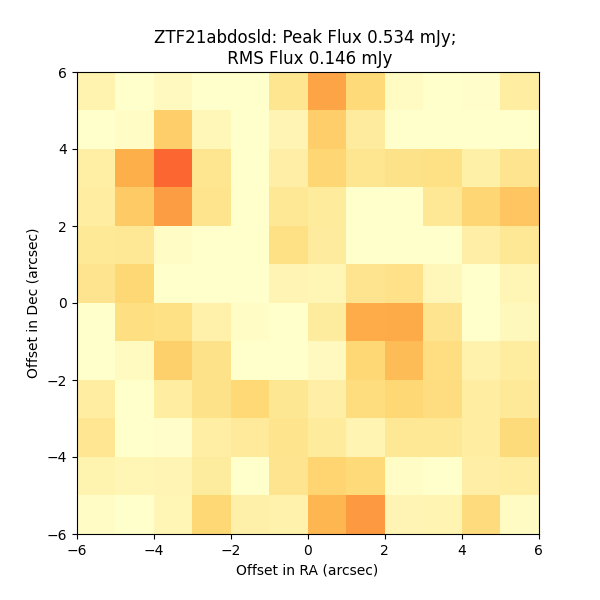 ZTF21abdosld: Peak Flux 0.534 mJy;
RMS Flux 0.146 mJy
6
4
2
0
−2
−4
−6
Offset in Dec (arcsec)
−6 −4 −2 0 2 4 6
Offset in RA (arcsec)